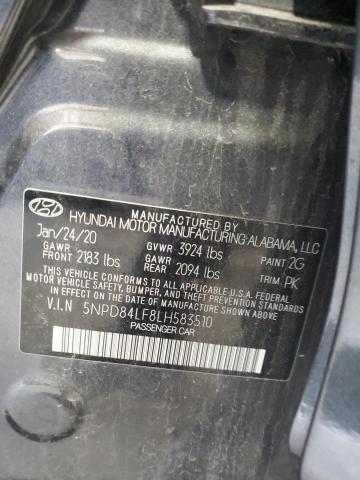 MANUFACTURED BY
HYUNDAI MOTOR MANUFACTURING ALABAMA, LLC
Jan/24/20 GVWR 3924 lbs PAINT 2G
GAWR FRONT 2183 lbs GAWR REAR 2094 lbs TRIM PK
THIS VEHICLE CONFORMS TO ALL APPLICABLE U.S.A. FEDERAL
MOTOR VEHICLE SAFETY, BUMPER, AND THEFT PREVENTION
STANDARDS IN EFFECT ON THE DATE OF MANUFACTURE SHOWN ABOVE.
V.I.N 5NPD84LF8LH583510
PASSENGER CAR